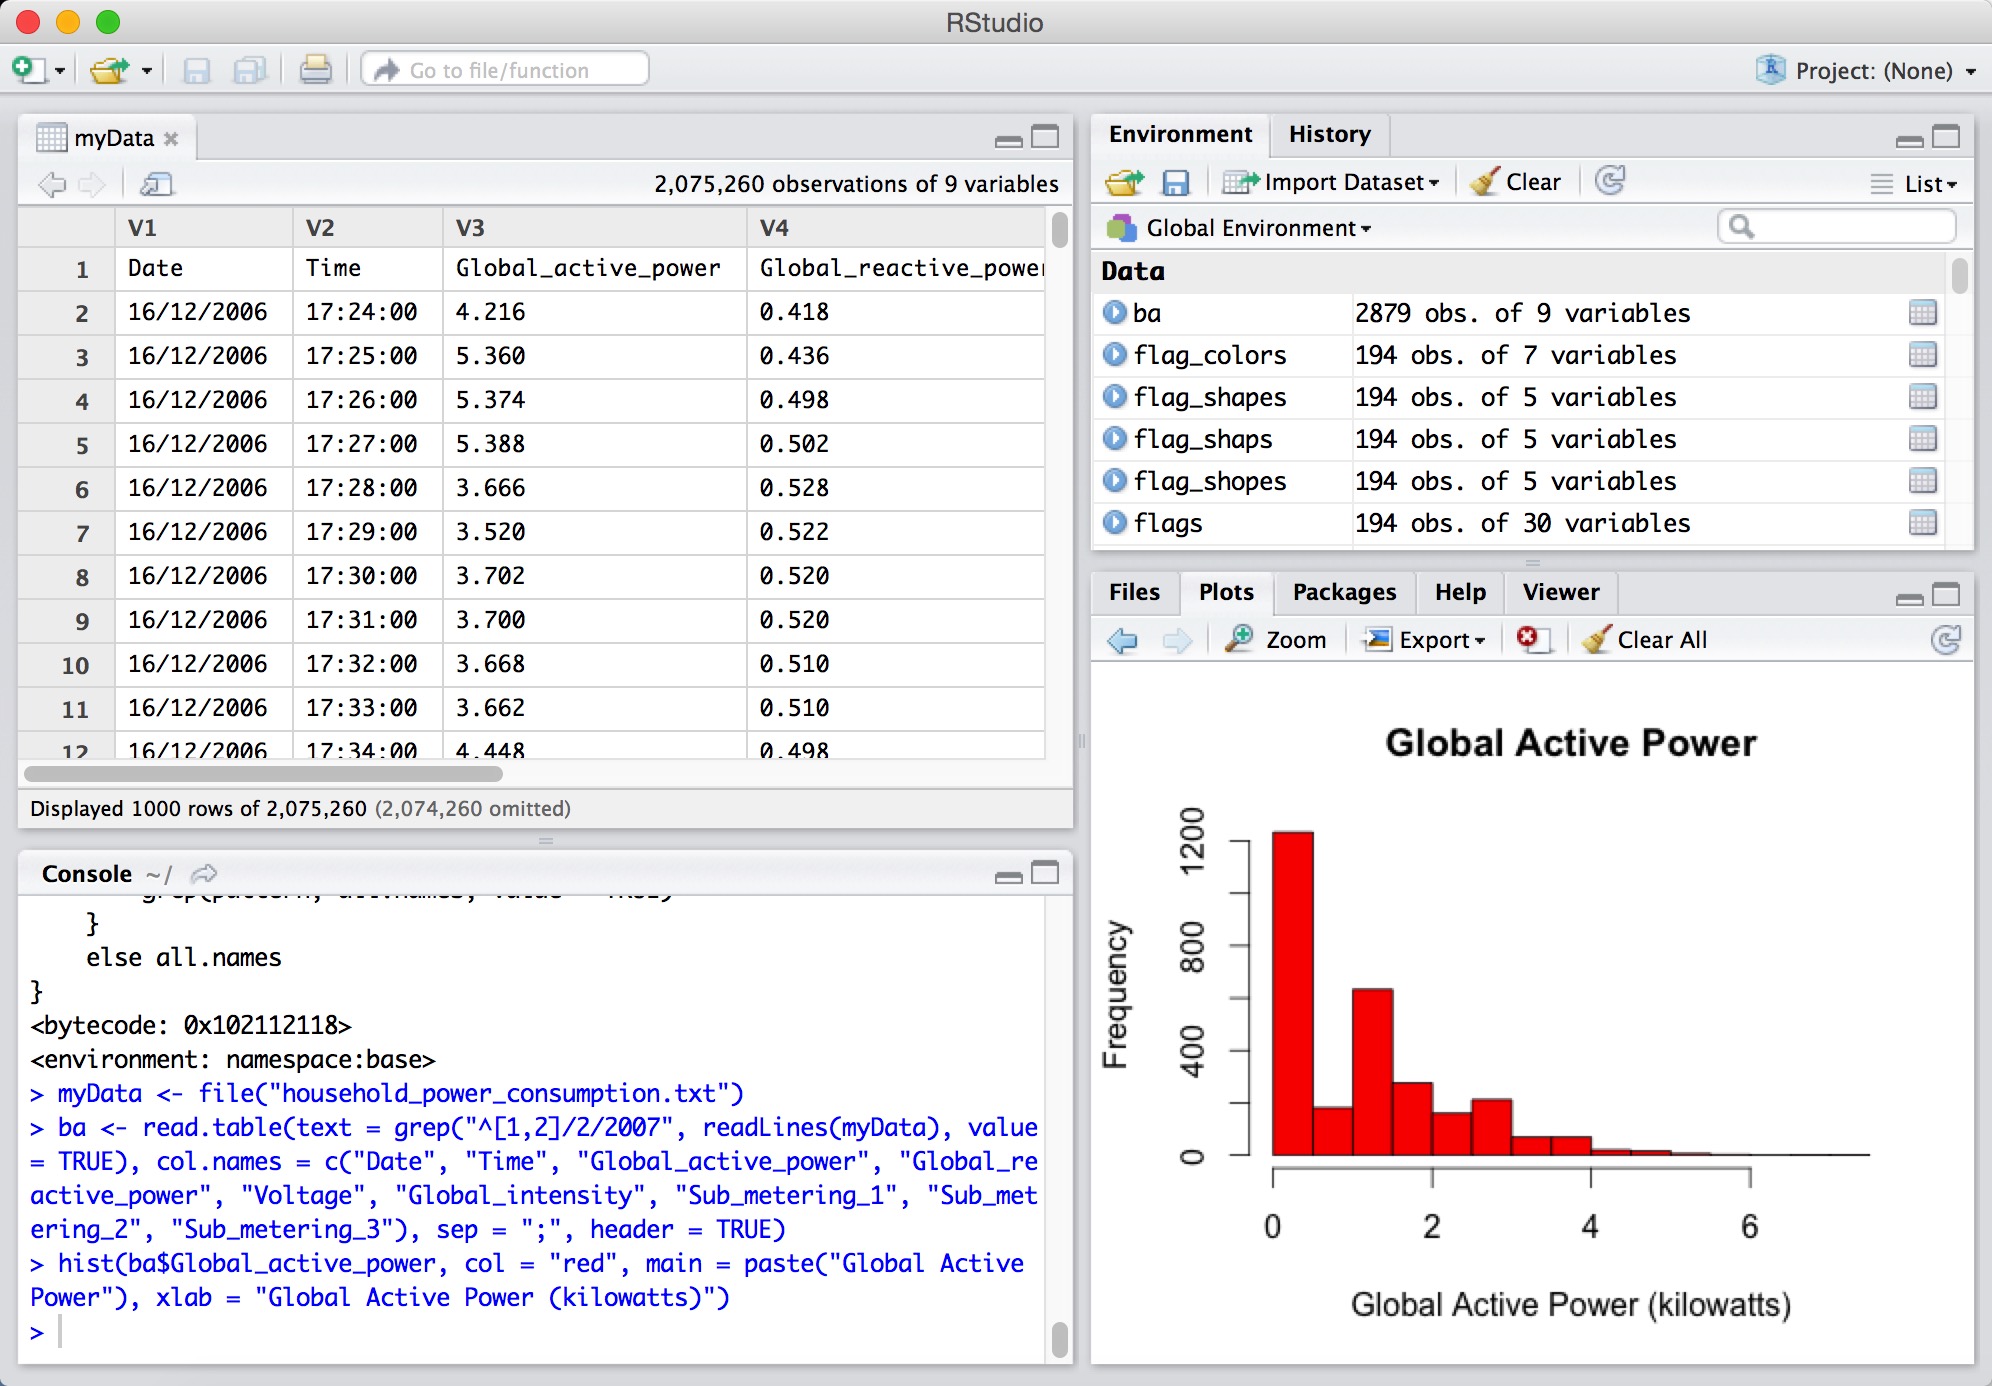 RStudio
Go to file/function
Project: (None)
myData
2,075,260 observations of 9 variables
V1 V2 V3 V4
1 Date Time Global_active_power Global_reactive_power
2 16/12/2006 17:24:00 4.216 0.418
3 16/12/2006 17:25:00 5.360 0.436
4 16/12/2006 17:26:00 5.374 0.498
5 16/12/2006 17:27:00 5.388 0.502
6 16/12/2006 17:28:00 3.666 0.528
7 16/12/2006 17:29:00 3.520 0.522
8 16/12/2006 17:30:00 3.702 0.520
9 16/12/2006 17:31:00 3.700 0.520
10 16/12/2006 17:32:00 3.668 0.510
11 16/12/2006 17:33:00 3.662 0.510
12 16/12/2006 17:34:00 4.448 0.498
Displayed 1000 rows of 2,075,260 (2,074,260 omitted)
Console ~/
}
else all.names
}
<bytecode: 0x102112118>
<environment: namespace:base>
> myData <- file("household_power_consumption.txt")
> ba <- read.table(text = grep("^[1,2]/2/2007", readLines(myData), value
= TRUE), col.names = c("Date", "Time", "Global_active_power", "Global_re
active_power", "Voltage", "Global_intensity", "Sub_metering_1", "Sub_met
ering_2", "Sub_metering_3"), sep = ";", header = TRUE)
> hist(ba$Global_active_power, col = "red", main = paste("Global Active
Power"), xlab = "Global Active Power (kilowatts)")
>
Environment History
Import Dataset Clear List
Global Environment
Data
ba 2879 obs. of 9 variables
flag_colors 194 obs. of 7 variables
flag_shapes 194 obs. of 5 variables
flag_shaps 194 obs. of 5 variables
flag_shopes 194 obs. of 5 variables
flags 194 obs. of 30 variables
Files Plots Packages Help Viewer
Zoom Export Clear All
Global Active Power
Frequency
1200
800
400
0
0 2 4 6
Global Active Power (kilowatts)